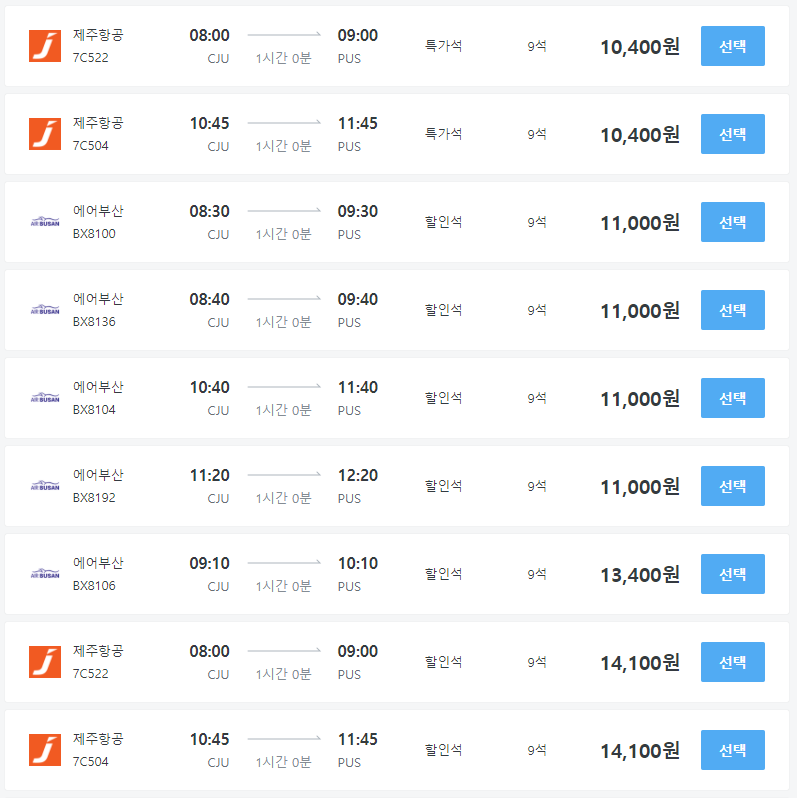 제주항공 08:00 09:00 특가석 9석 10,400원 선택
7C522 CJU 1시간 0분 PUS
제주항공 10:45 11:45 특가석 9석 10,400원 선택
7C504 CJU 1시간 0분 PUS
AIR BUSAN 에어부산 08:30 09:30 할인석 9석 11,000원 선택
BX8100 CJU 1시간 0분 PUS
AIR BUSAN 에어부산 08:40 09:40 할인석 9석 11,000원 선택
BX8136 CJU 1시간 0분 PUS
AIR BUSAN 에어부산 10:40 11:40 할인석 9석 11,000원 선택
BX8104 CJU 1시간 0분 PUS
AIR BUSAN 에어부산 11:20 12:20 할인석 9석 11,000원 선택
BX8192 CJU 1시간 0분 PUS
AIR BUSAN 에어부산 09:10 10:10 할인석 9석 13,400원 선택
BX8106 CJU 1시간 0분 PUS
제주항공 08:00 09:00 할인석 9석 14,100원 선택
7C522 CJU 1시간 0분 PUS
제주항공 10:45 11:45 할인석 9석 14,100원 선택
7C504 CJU 1시간 0분 PUS